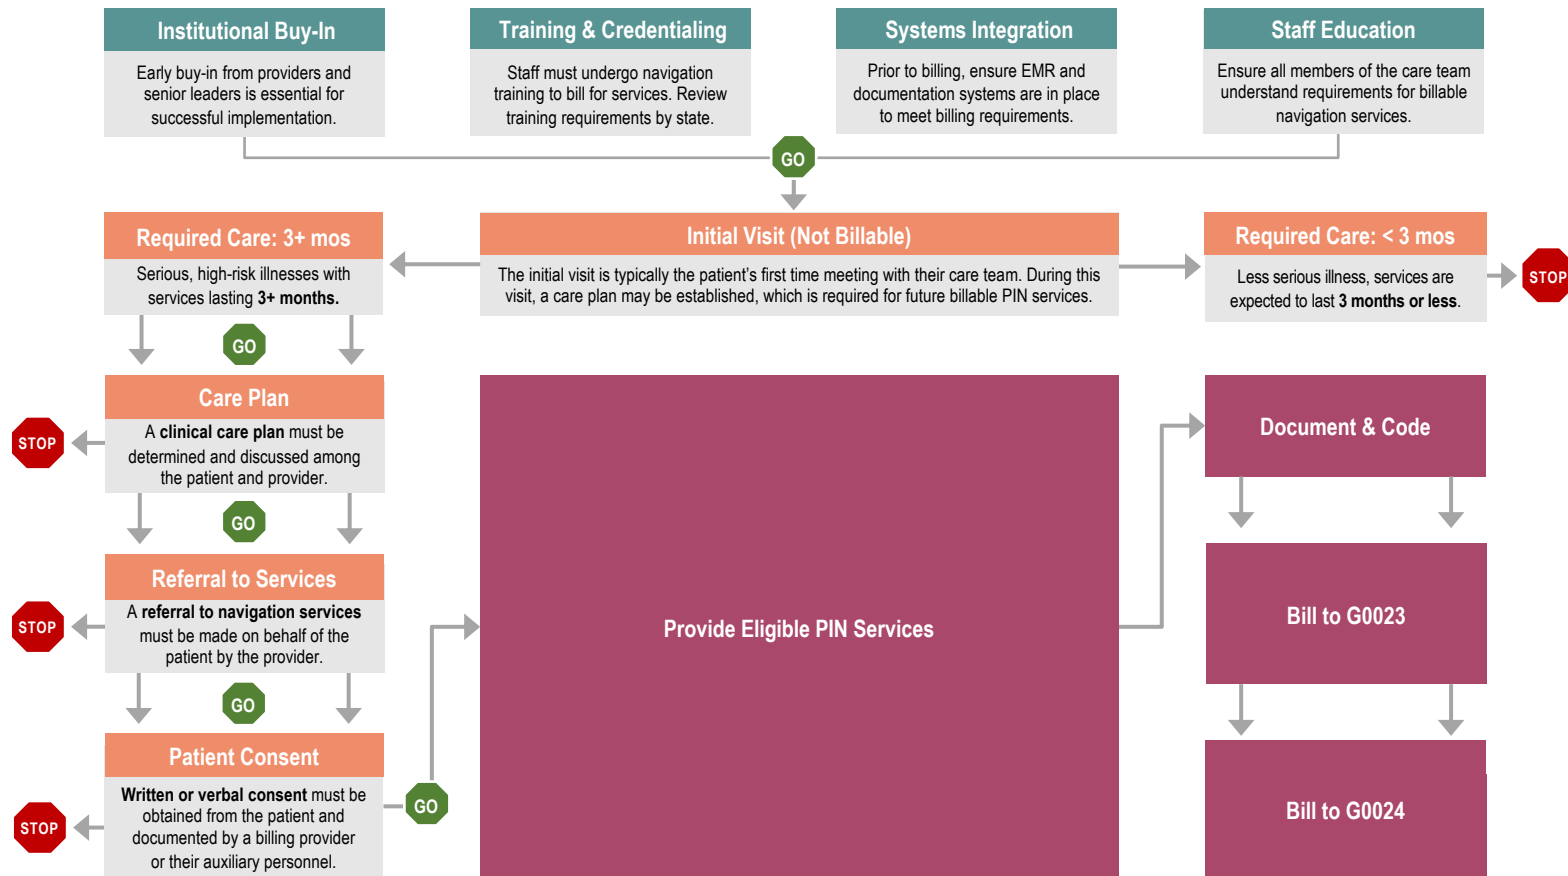 Institutional Buy-In
Early buy-in from providers and
senior leaders is essential for
successful implementation.
Training & Credentialing
Staff must undergo navigation
training to bill for services. Review
training requirements by state.
Systems Integration
Prior to billing, ensure EMR and
documentation systems are in place
to meet billing requirements.
Staff Education
Ensure all members of the care team
understand requirements for billable
navigation services.
GO
Required Care: 3+ mos
Serious, high-risk illnesses with
services lasting 3+ months.
Initial Visit (Not Billable)
The initial visit is typically the patient’s first time meeting with their care team. During this
visit, a care plan may be established, which is required for future billable PIN services.
Required Care: < 3 mos
Less serious illness, services are
expected to last 3 months or less.
STOP
GO
Care Plan
A clinical care plan must be
determined and discussed among
the patient and provider.
STOP
GO
Referral to Services
A referral to navigation services
must be made on behalf of the
patient by the provider.
STOP
GO
Patient Consent
Written or verbal consent must be
obtained from the patient and
documented by a billing provider
or their auxiliary personnel.
STOP
GO
Provide Eligible PIN Services
Document & Code
Bill to G0023
Bill to G0024